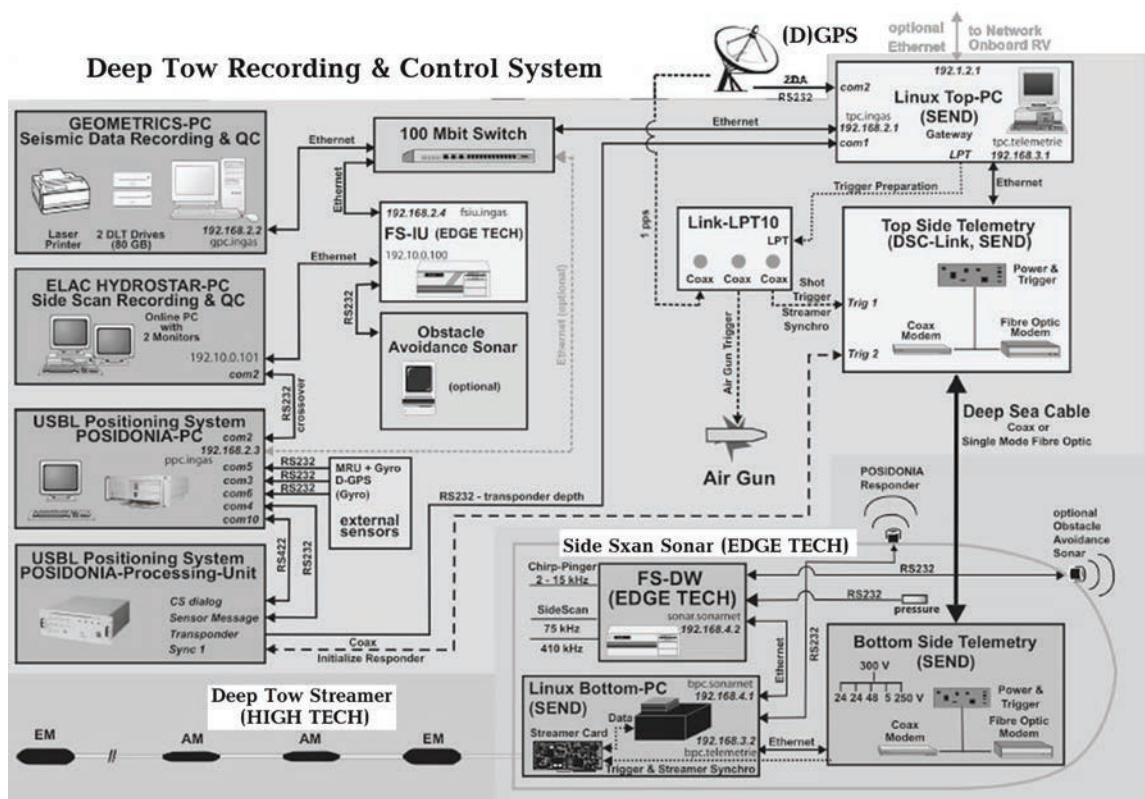 Deep Tow Recording & Control System
(D)GPS
optional
Ethernet
to Network
Onboard RV
2DA
RS232
192.1.2.1
com2
Linux Top-PC
(SEND)
Gateway
tpc.ingas
192.168.2.1
com1
tpc.telemetrie
LPT
192.168.3.1
Ethernet
GEOMETRICS-PC
Seismic Data Recording & QC
Laser
Printer
2 DLT Drives
(80 GB)
192.168.2.2
gpc.ingas
Ethernet
Ethernet
100 Mbit Switch
192.168.2.4 fsiu.ingas
FS-IU (EDGE TECH)
192.10.0.100
Ethernet
RS232
Ethernet (optional)
1 pps
Trigger Preparation
Ethernet
Link-LPT10
LPT
Coax Coax Coax
Shot
Trigger
Streamer
Synchro
Air Gun Trigger
Air Gun
Top Side Telemetry
(DSC-Link, SEND)
Power &
Trigger
Trig 1
Coax
Modem
Fibre Optic
Modem
Trig 2
ELAC HYDROSTAR-PC
Side Scan Recording & QC
Online PC
with
2 Monitors
192.10.0.101
com2
RS232
crossover
Obstacle
Avoidance Sonar
(optional)
Deep Sea Cable
Coax or
Single Mode Fibre Optic
USBL Positioning System
POSIDONIA-PC
com2
192.168.2.3
ppc.ingas
com5
com3
com6
com4
com10
RS232
RS232
RS232
MRU + Gyro
D-GPS
(Gyro)
external
sensors
RS422
RS232
RS232 - transponder depth
USBL Positioning System
POSIDONIA-Processing-Unit
CS dialog
Sensor Message
Transponder
Sync 1
Coax
Initialize Responder
POSIDONIA
Responder
optional
Obstacle
Avoidance
Sonar
Side Sxan Sonar (EDGE TECH)
Chirp-Pinger
2 - 15 kHz
SideScan
75 kHz
410 kHz
FS-DW
(EDGE TECH)
sonar.sonarnet
192.168.4.2
RS232
RS232
pressure
Ethernet
RS232
Bottom Side Telemetry
(SEND)
300 V
24 24 48 5 250 V
Power &
Trigger
Coax
Modem
Fibre Optic
Modem
Linux Bottom-PC
(SEND)
bpc.sonarnet
192.168.4.1
Data
Streamer Card
192.168.3.2
bpc.telemetrie
Ethernet
Trigger & Streamer Synchro
Deep Tow Streamer
(HIGH TECH)
EM // AM AM EM